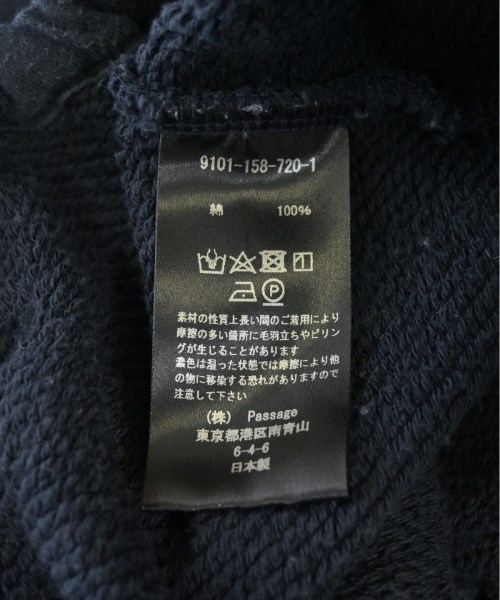 9101-158-720-1
綿 100%
素材の性質上長い間のご着用により
摩擦の多い箇所に毛羽立ちやピリン
グが生じることがあります
濃色は湿った状態では摩擦により他
の物に移染する恐れがありますので
注意して下さい
(株) Passage
東京都港区南青山
6-4-6
日本製